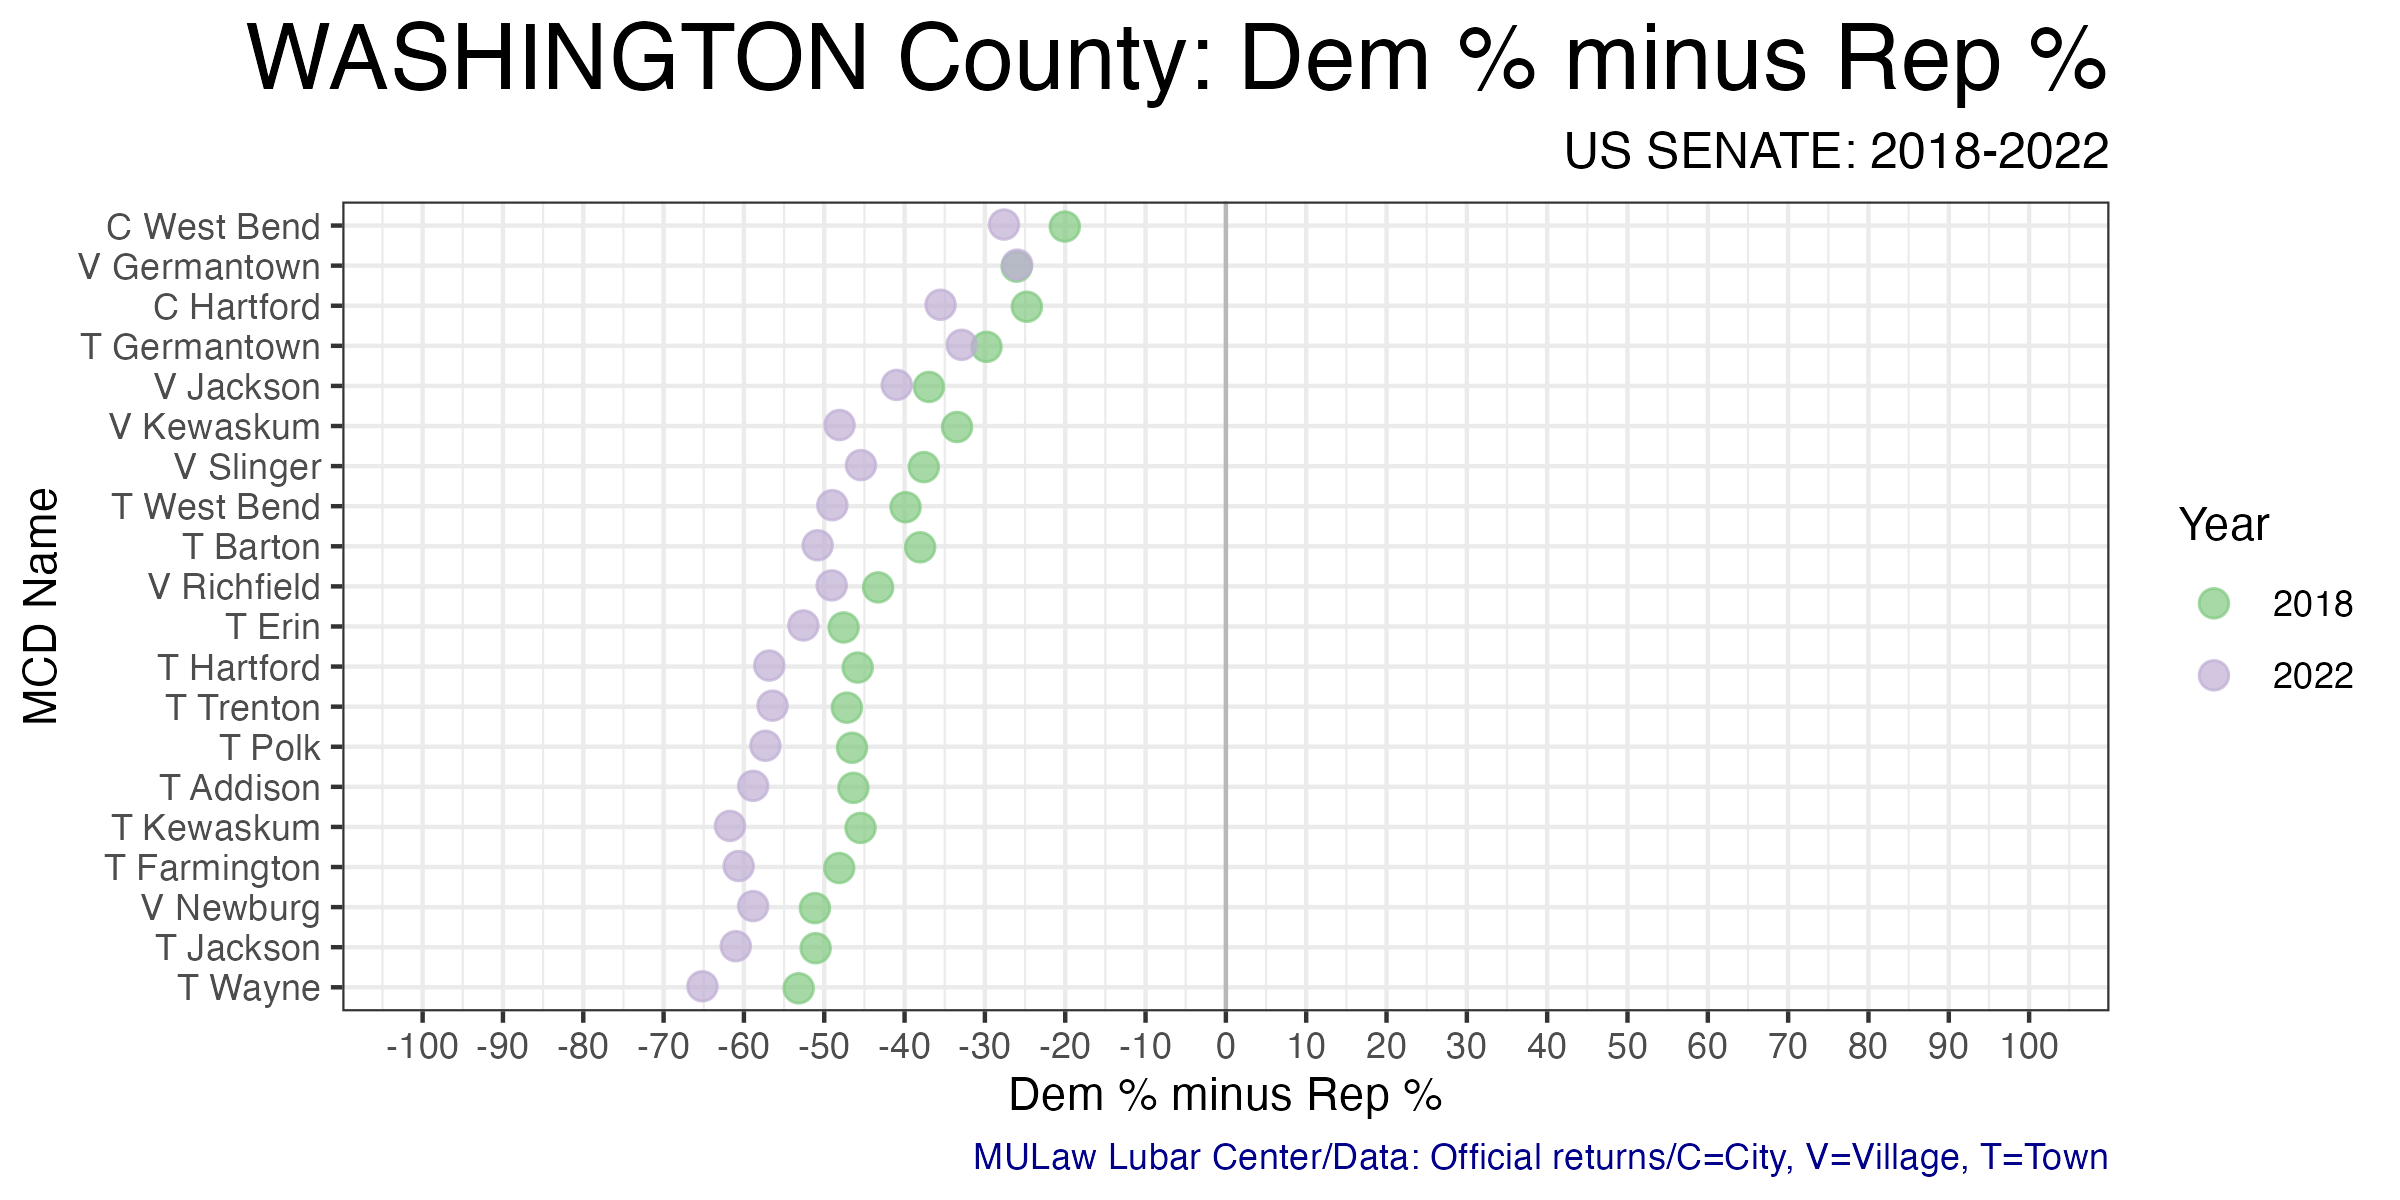 WASHINGTON County: Dem % minus Rep %
US SENATE: 2018-2022
MCD Name
C West Bend
V Germantown
C Hartford
T Germantown
V Jackson
V Kewaskum
V Slinger
T West Bend
T Barton
V Richfield
T Erin
T Hartford
T Trenton
T Polk
T Addison
T Kewaskum
T Farmington
V Newburg
T Jackson
T Wayne
-100 -90 -80 -70 -60 -50 -40 -30 -20 -10 0 10 20 30 40 50 60 70 80 90 100
Dem % minus Rep %
Year
2018
2022
MULaw Lubar Center/Data: Official returns/C=City, V=Village, T=Town